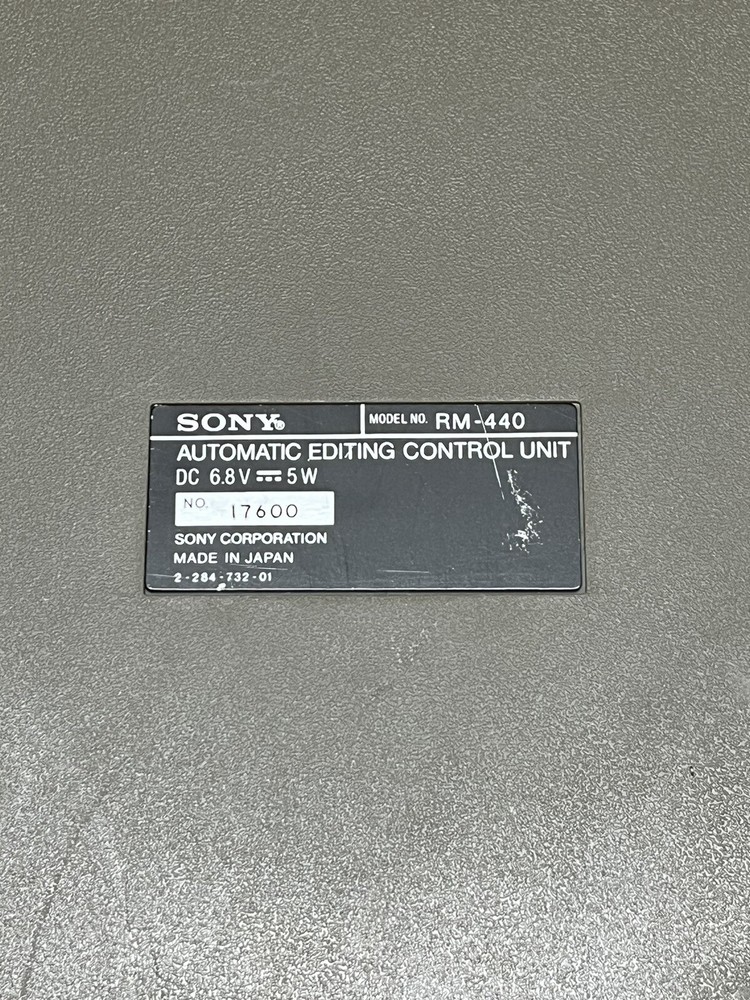 SONY® MODEL NO. RM-440
AUTOMATIC EDITING CONTROL UNIT
DC 6.8V ⎓ 5W
NO. 17600
SONY CORPORATION
MADE IN JAPAN
2-284-732-01